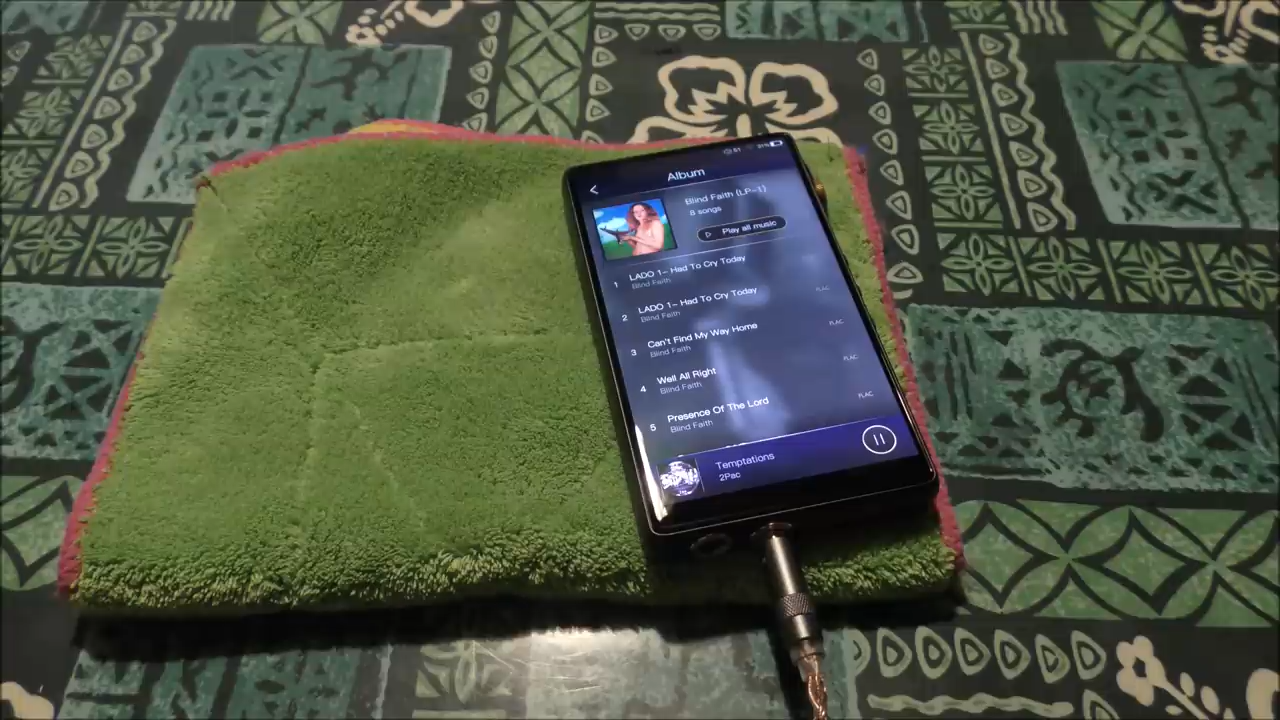 51 31%
Album
Blind Faith (LP-1)
8 songs
Play all music
1 LADO 1- Had To Cry Today
Blind Faith
2 LADO 1- Had To Cry Today FLAC
Blind Faith
3 Can't Find My Way Home FLAC
Blind Faith
4 Well All Right FLAC
Blind Faith
5 Presence Of The Lord FLAC
Blind Faith
Temptations
2Pac